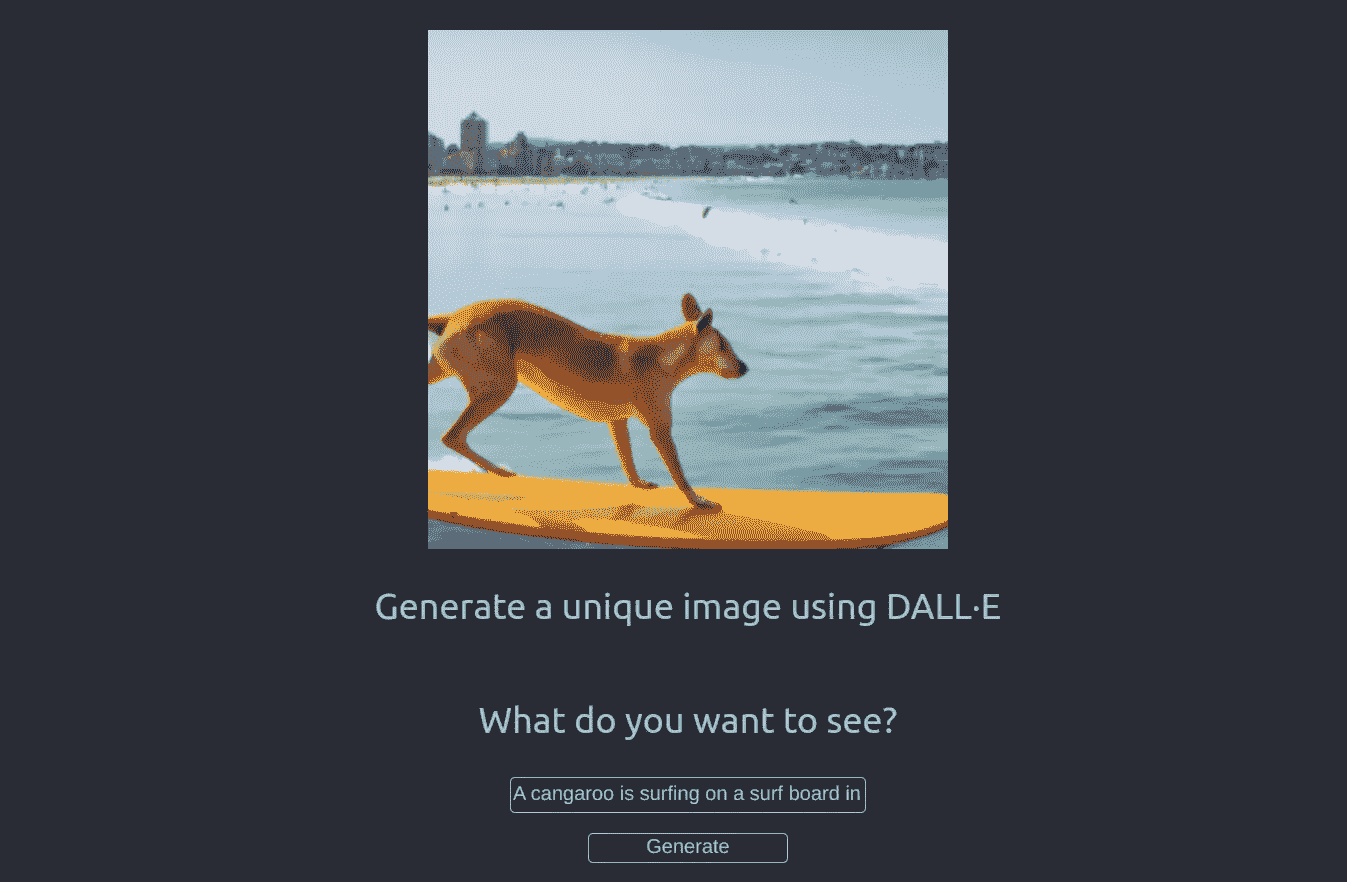 Generate a unique image using DALL·E
What do you want to see?
A cangaroo is surfing on a surf board in
Generate